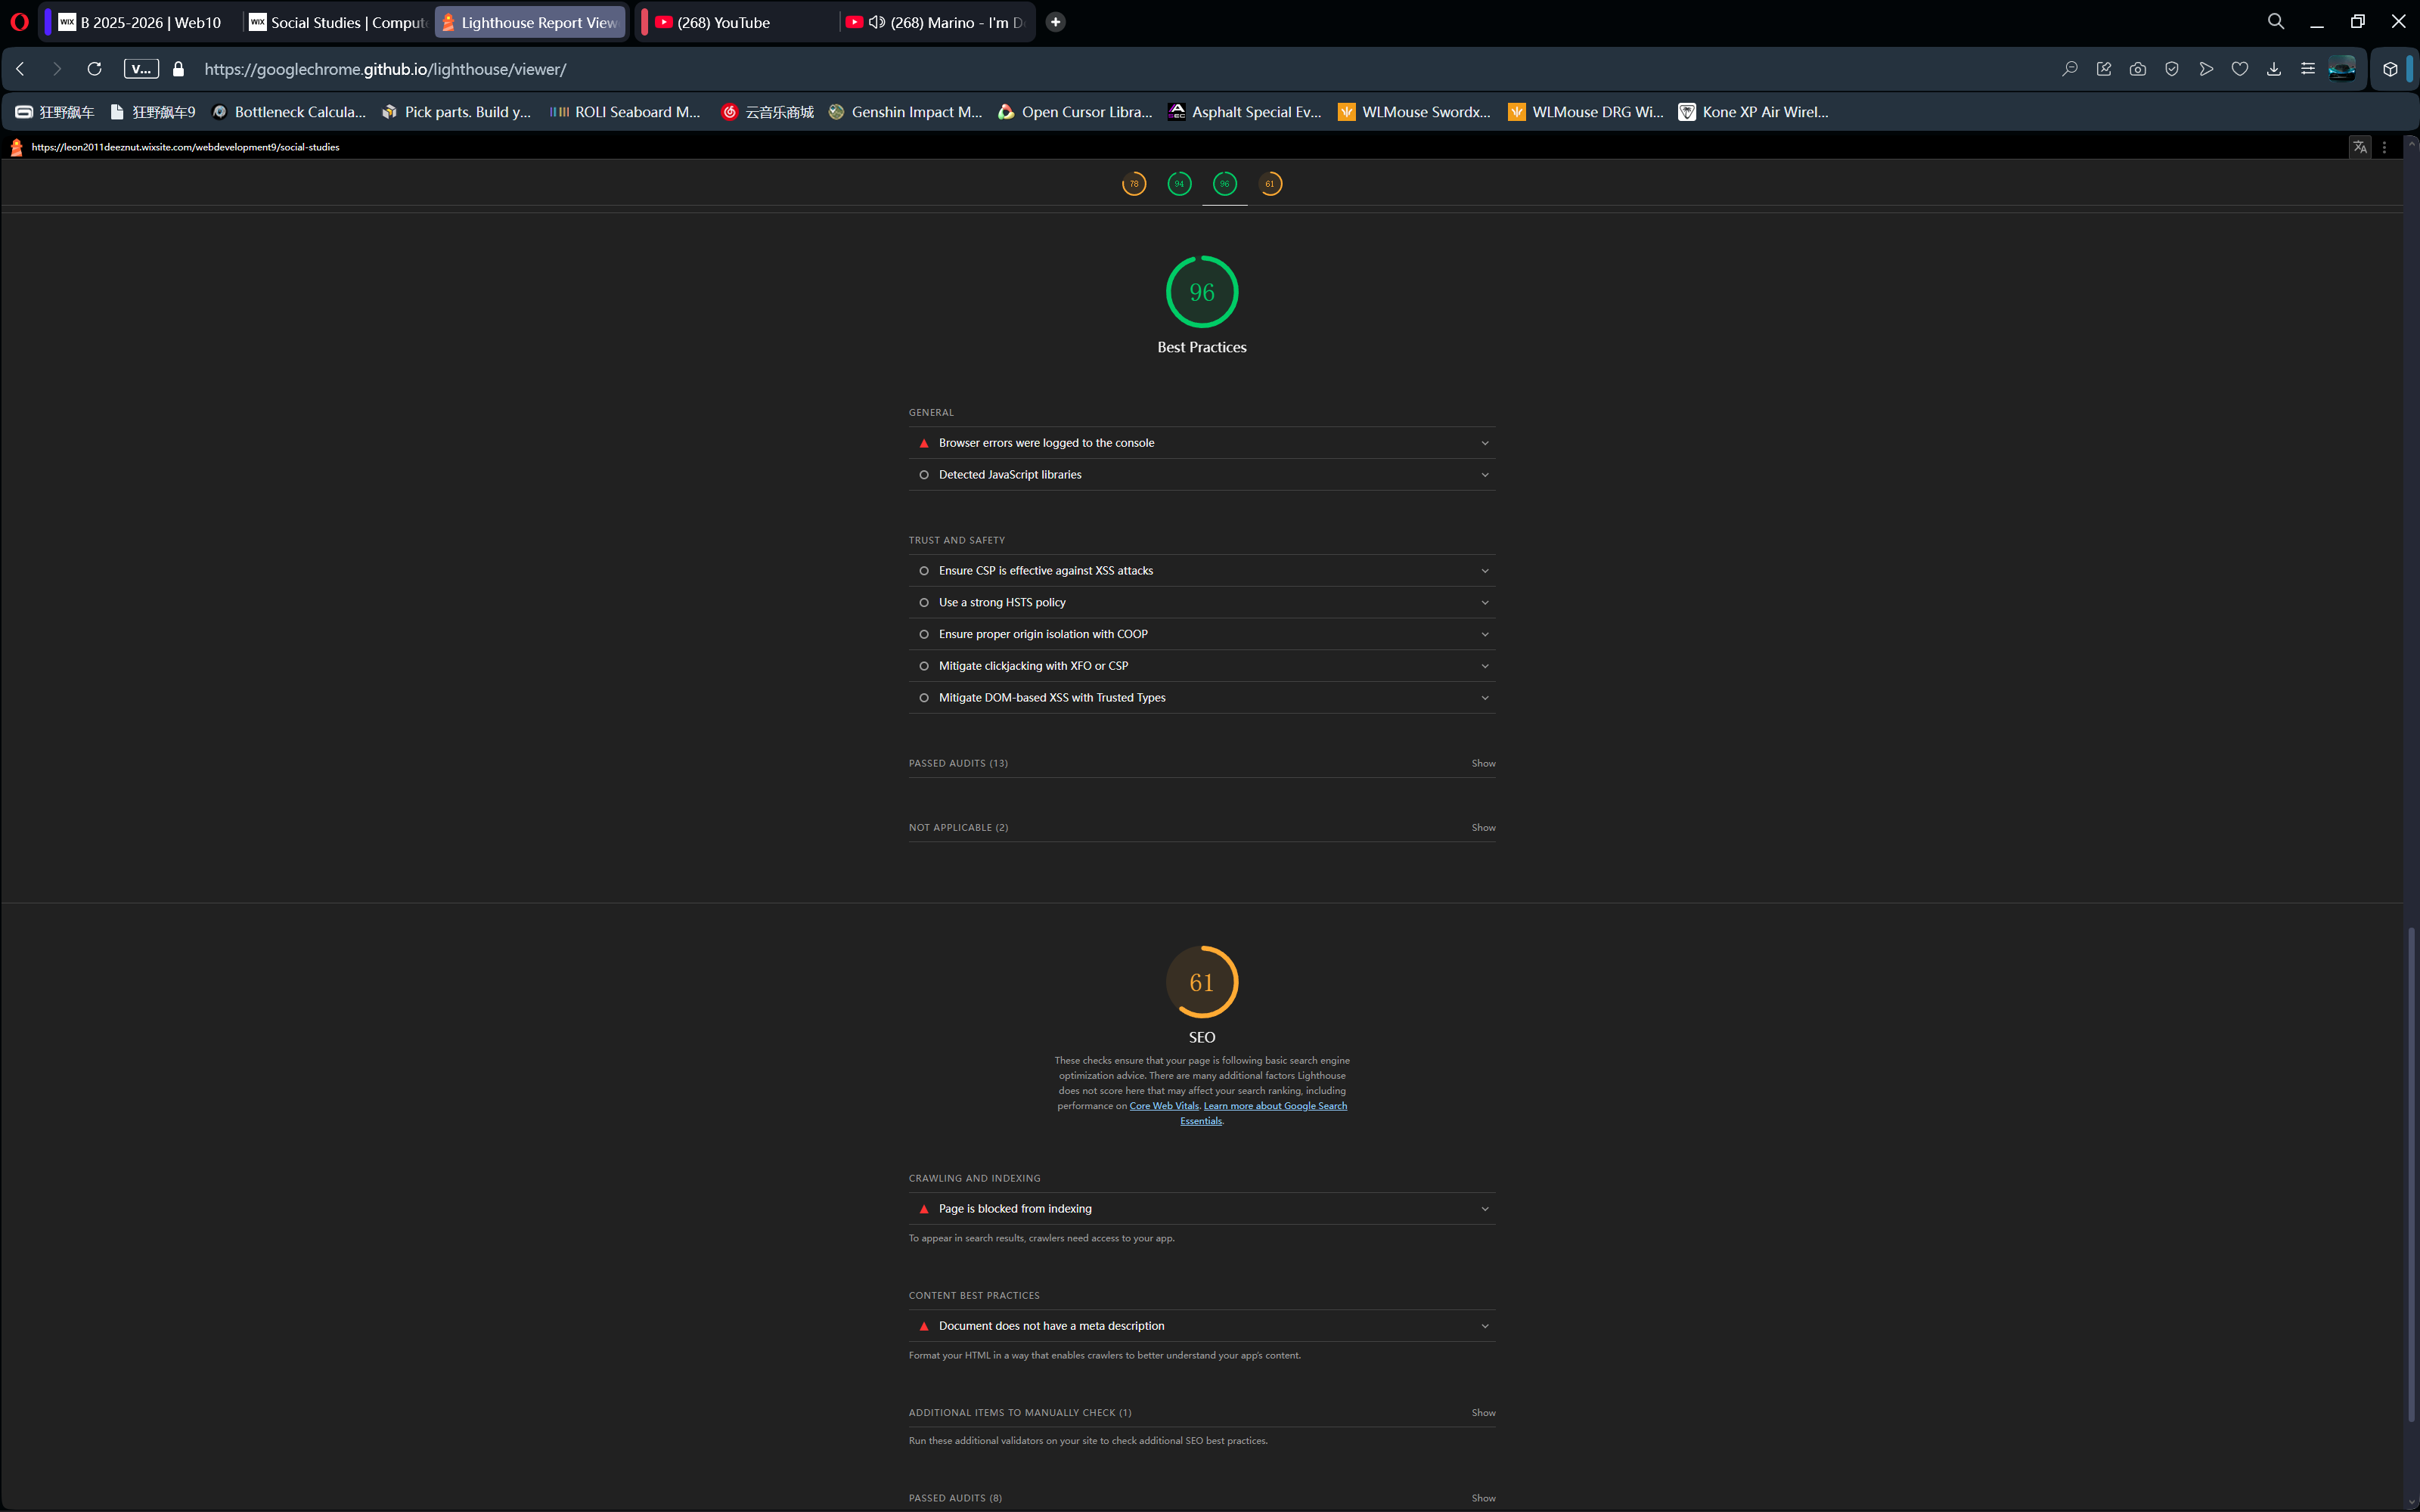 B 2025-2026 | Web10
Social Studies | Comput
Lighthouse Report View
(268) YouTube
(268) Marino - I'm D
V...
https://googlechrome.github.io/lighthouse/viewer/
狂野飙车
狂野飙车9
Bottleneck Calcula...
Pick parts. Build y...
ROLI Seaboard M...
云音乐商城
Genshin Impact M...
Open Cursor Libra...
Asphalt Special Ev...
WLMouse Swordx...
WLMouse DRG Wi...
Kone XP Air Wirel...
https://leon2011deeznut.wixsite.com/webdevelopment9/social-studies
78
94
96
61
96
Best Practices
GENERAL
Browser errors were logged to the console
Detected JavaScript libraries
TRUST AND SAFETY
Ensure CSP is effective against XSS attacks
Use a strong HSTS policy
Ensure proper origin isolation with COOP
Mitigate clickjacking with XFO or CSP
Mitigate DOM-based XSS with Trusted Types
PASSED AUDITS (13)
Show
NOT APPLICABLE (2)
Show
61
SEO
These checks ensure that your page is following basic search engine
optimization advice. There are many additional factors Lighthouse
does not score here that may affect your search ranking, including
performance on Core Web Vitals. Learn more about Google Search
Essentials.
CRAWLING AND INDEXING
Page is blocked from indexing
To appear in search results, crawlers need access to your app.
CONTENT BEST PRACTICES
Document does not have a meta description
Format your HTML in a way that enables crawlers to better understand your app's content.
ADDITIONAL ITEMS TO MANUALLY CHECK (1)
Show
Run these additional validators on your site to check additional SEO best practices.
PASSED AUDITS (8)
Show